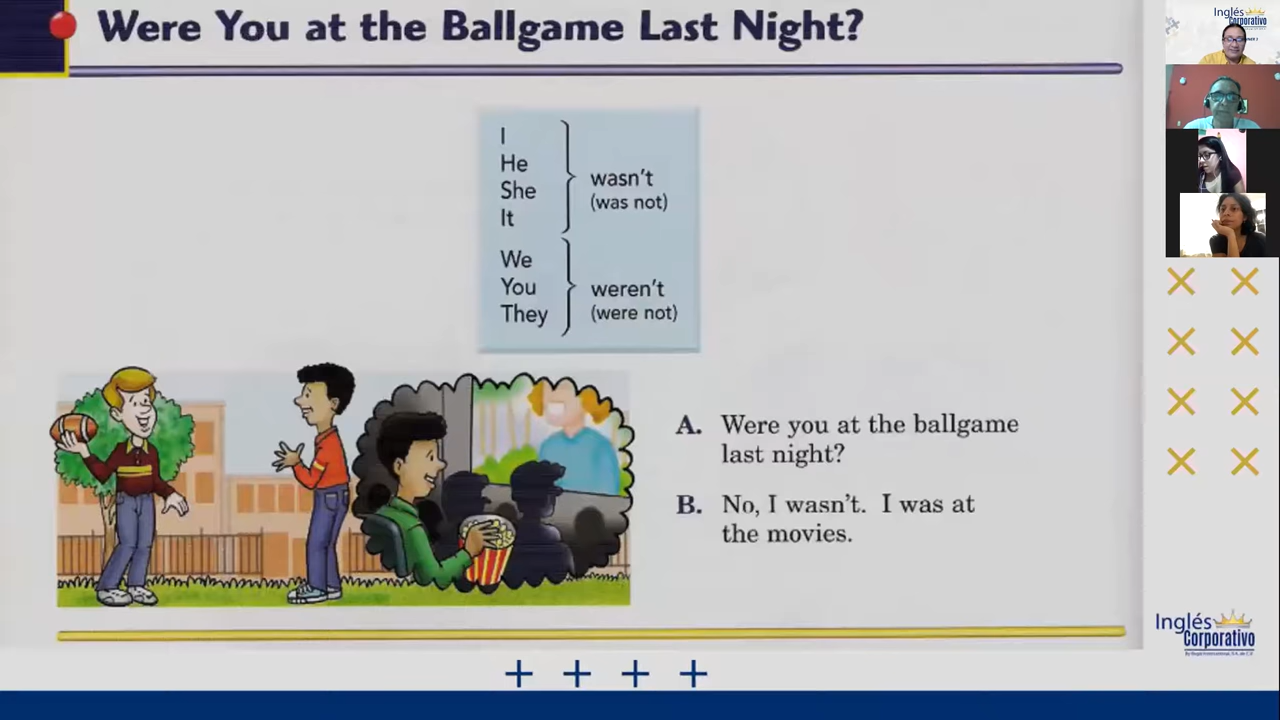 Were You at the Ballgame Last Night?
I
He
She
It
wasn't
(was not)
We
You
They
weren't
(were not)
A. Were you at the ballgame
last night?
B. No, I wasn't. I was at
the movies.
Inglés
Corporativo
Inglés
Corporativo